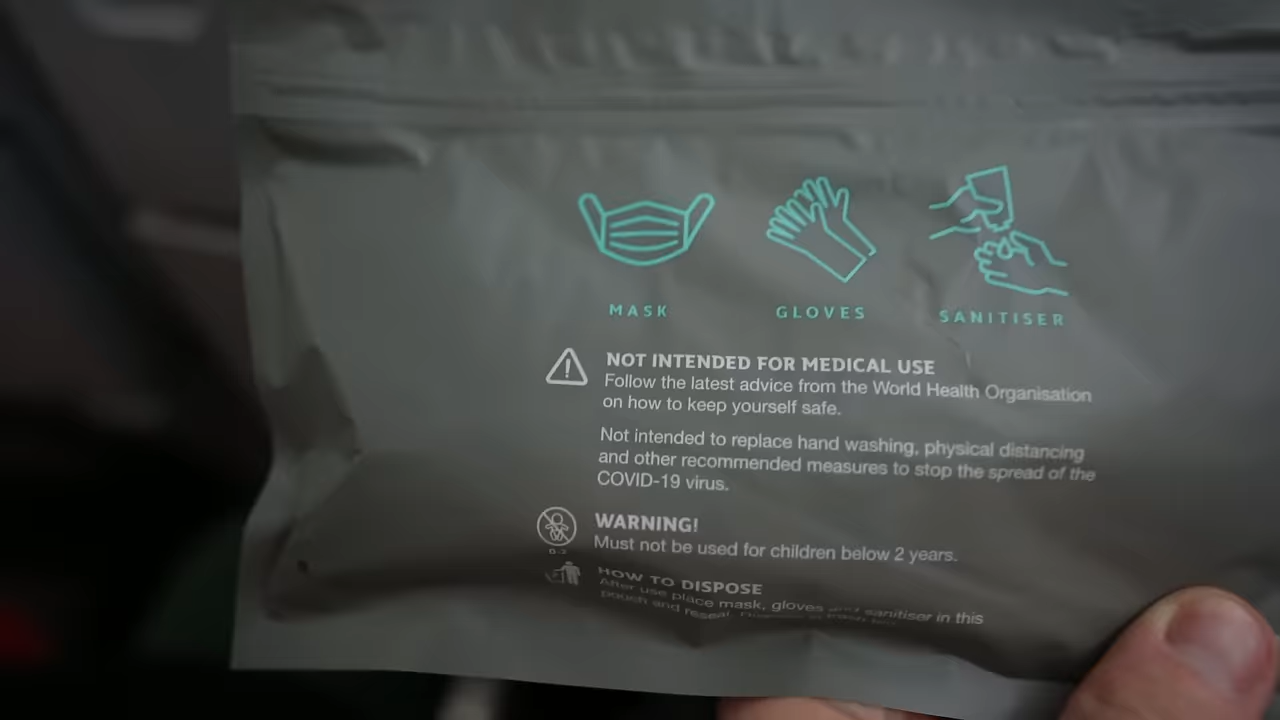 MASK GLOVES SANITISER
NOT INTENDED FOR MEDICAL USE
Follow the latest advice from the World Health Organisation
on how to keep yourself safe.
Not intended to replace hand washing, physical distancing
and other recommended measures to stop the spread of the
COVID-19 virus.
WARNING!
Must not be used for children below 2 years.
0-3
HOW TO DISPOSE
After use place mask, gloves and sanitiser in this
pouch and reseal.